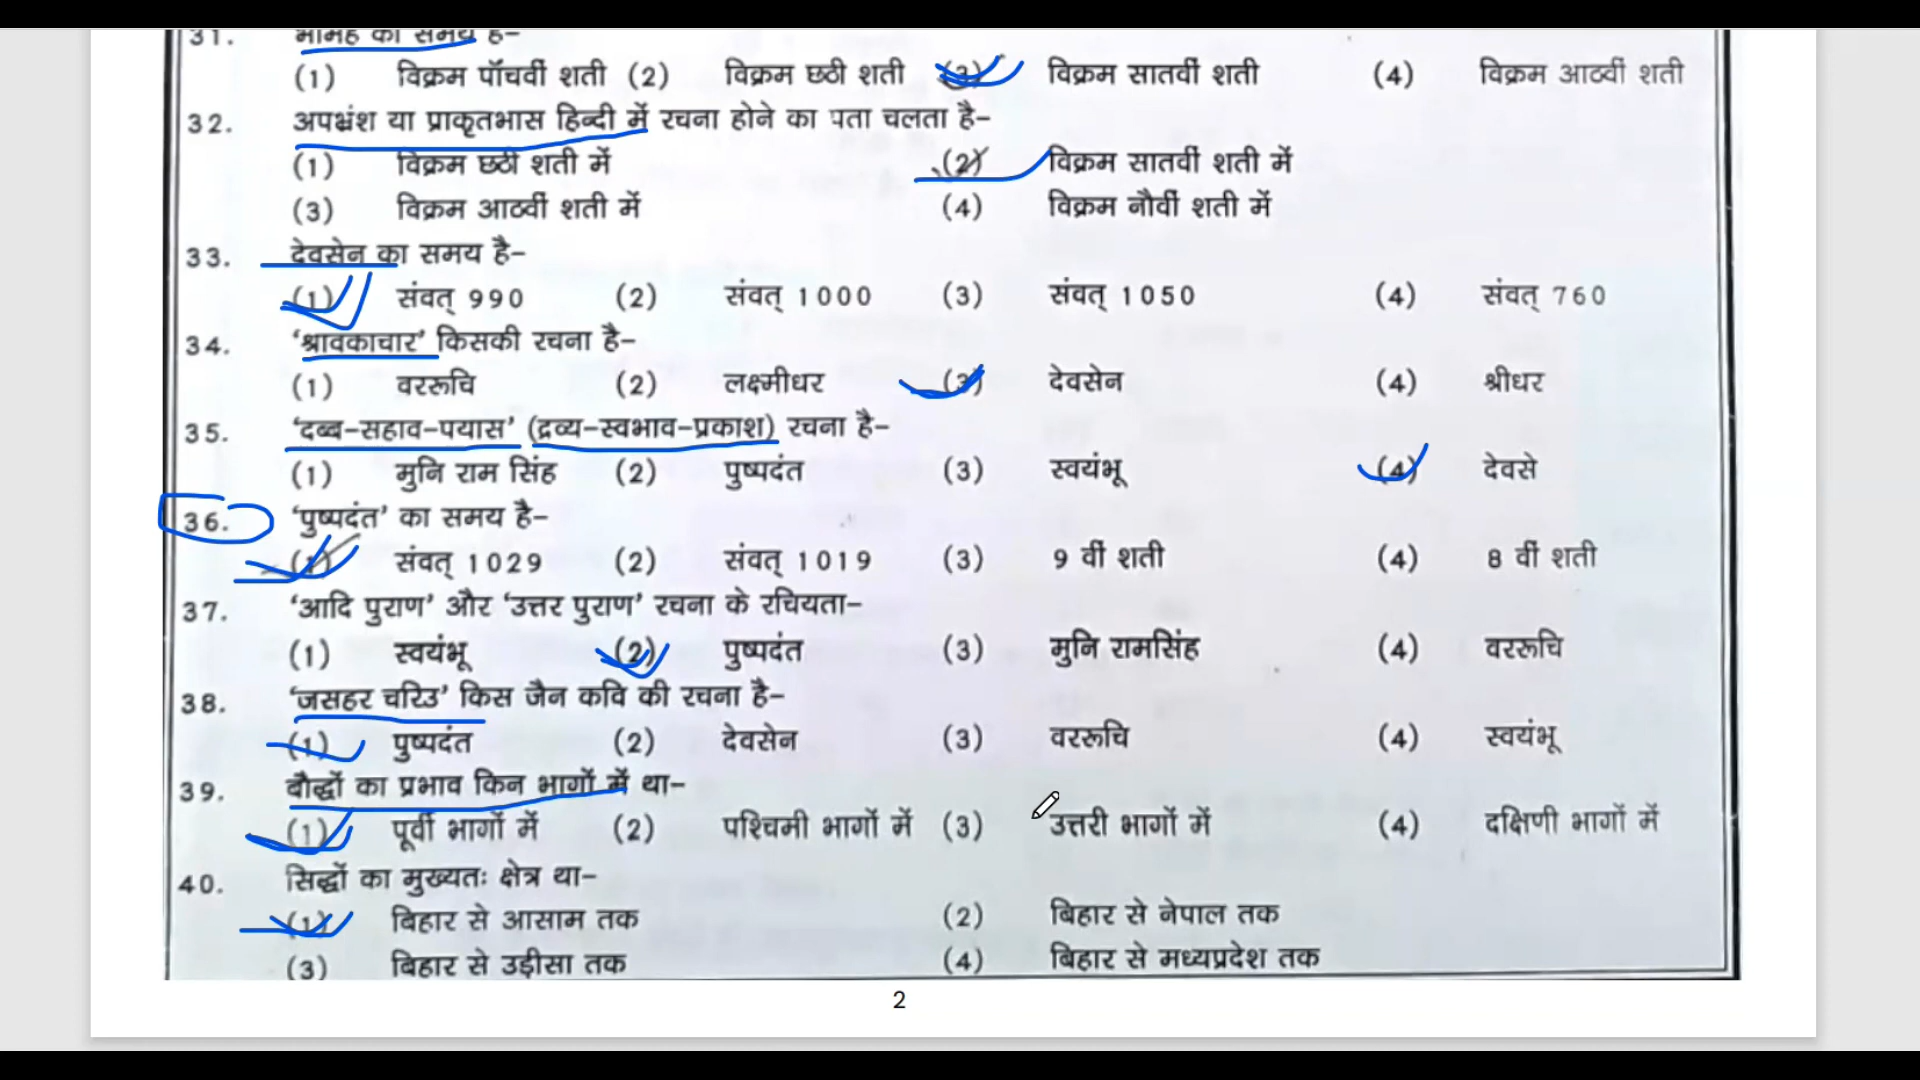 31. भामह का समय है-
(1) विक्रम पाँचवीं शती (2) विक्रम छठी शती (3) विक्रम सातवीं शती (4) विक्रम आठवीं शती
32. अपभ्रंश या प्राकृतभास हिन्दी में रचना होने का पता चलता है-
(1) विक्रम छठी शती में (2) विक्रम सातवीं शती में
(3) विक्रम आठवीं शती में (4) विक्रम नौवीं शती में
33. देवसेन का समय है-
(1) संवत् 990 (2) संवत् 1000 (3) संवत् 1050 (4) संवत् 760
34. 'श्रावकाचार' किसकी रचना है-
(1) वररूचि (2) लक्ष्मीधर (3) देवसेन (4) श्रीधर
35. 'दब्ब-सहाव-पयास' (द्रव्य-स्वभाव-प्रकाश) रचना है-
(1) मुनि राम सिंह (2) पुष्पदंत (3) स्वयंभू (4) देवसे
36. 'पुष्पदंत' का समय है-
(1) संवत् 1029 (2) संवत् 1019 (3) 9 वीं शती (4) 8 वीं शती
37. 'आदि पुराण' और 'उत्तर पुराण' रचना के रचियता-
(1) स्वयंभू (2) पुष्पदंत (3) मुनि रामसिंह (4) वररूचि
38. 'जसहर चरिउ' किस जैन कवि की रचना है-
(1) पुष्पदंत (2) देवसेन (3) वररूचि (4) स्वयंभू
39. बौद्धों का प्रभाव किन भागों में था-
(1) पूर्वी भागों में (2) पश्चिमी भागों में (3) उत्तरी भागों में (4) दक्षिणी भागों में
40. सिद्धों का मुख्यतः क्षेत्र था-
(1) बिहार से आसाम तक (2) बिहार से नेपाल तक
(3) बिहार से उड़ीसा तक (4) बिहार से मध्यप्रदेश तक
2